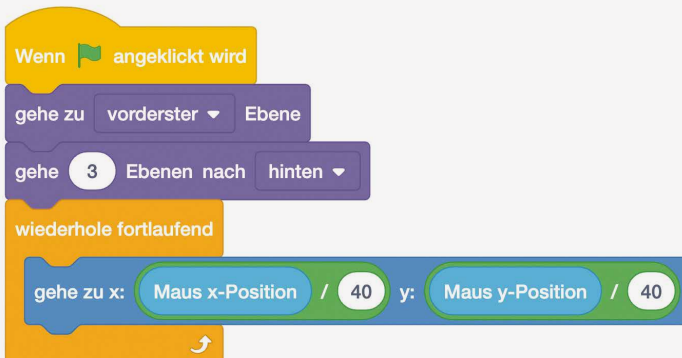 Wenn angeklickt wird
gehe zu vorderster Ebene
gehe 3 Ebenen nach hinten
wiederhole fortlaufend
gehe zu x: Maus x-Position / 40 y: Maus y-Position / 40